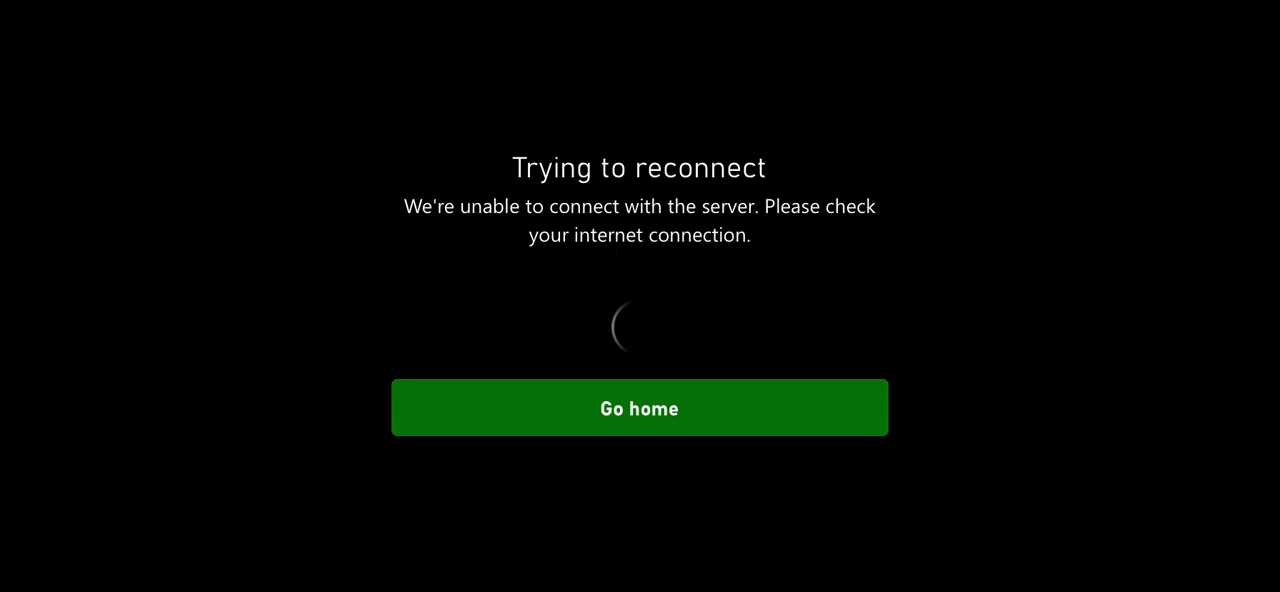 Trying to reconnect
We're unable to connect with the server. Please check
your internet connection.
Go home